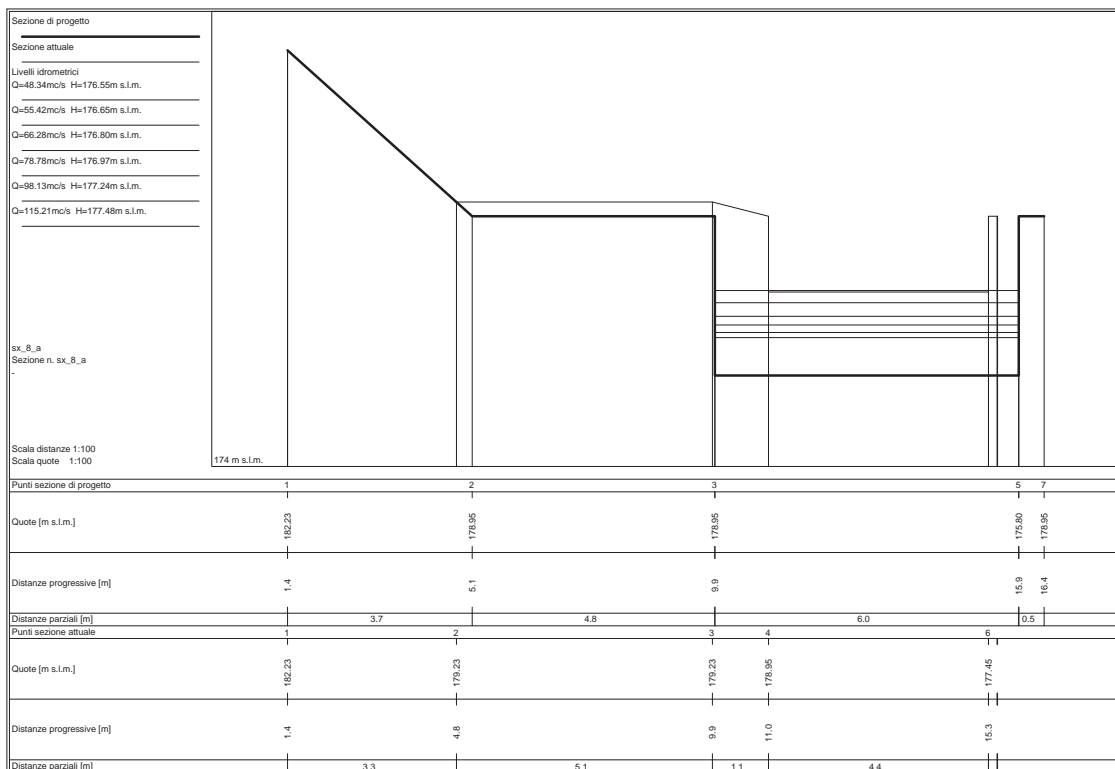 Sezione di progetto
Sezione attuale
Livelli idrometrici
Q=48.34mc/s H=176.55m s.l.m.
Q=55.42mc/s H=176.65m s.l.m.
Q=66.28mc/s H=176.80m s.l.m.
Q=78.78mc/s H=176.97m s.l.m.
Q=98.13mc/s H=177.24m s.l.m.
Q=115.21mc/s H=177.48m s.l.m.
sx_8_a
Sezione n. sx_8_a
-
Scala distanze 1:100
Scala quote 1:100
174 m s.l.m.
Punti sezione di progetto 1 2 3 5 7
Quote [m s.l.m.] 182.23 178.95 178.95 175.80 178.95
Distanze progressive [m] 1.4 5.1 9.9 15.9 16.4
Distanze parziali [m] 3.7 4.8 6.0 0.5
Punti sezione attuale 1 2 3 4 6
Quote [m s.l.m.] 182.23 179.23 179.23 178.95 177.45
Distanze progressive [m] 1.4 4.8 9.9 11.0 15.3
Distanze parziali [m] 3.3 5.1 1.1 4.4